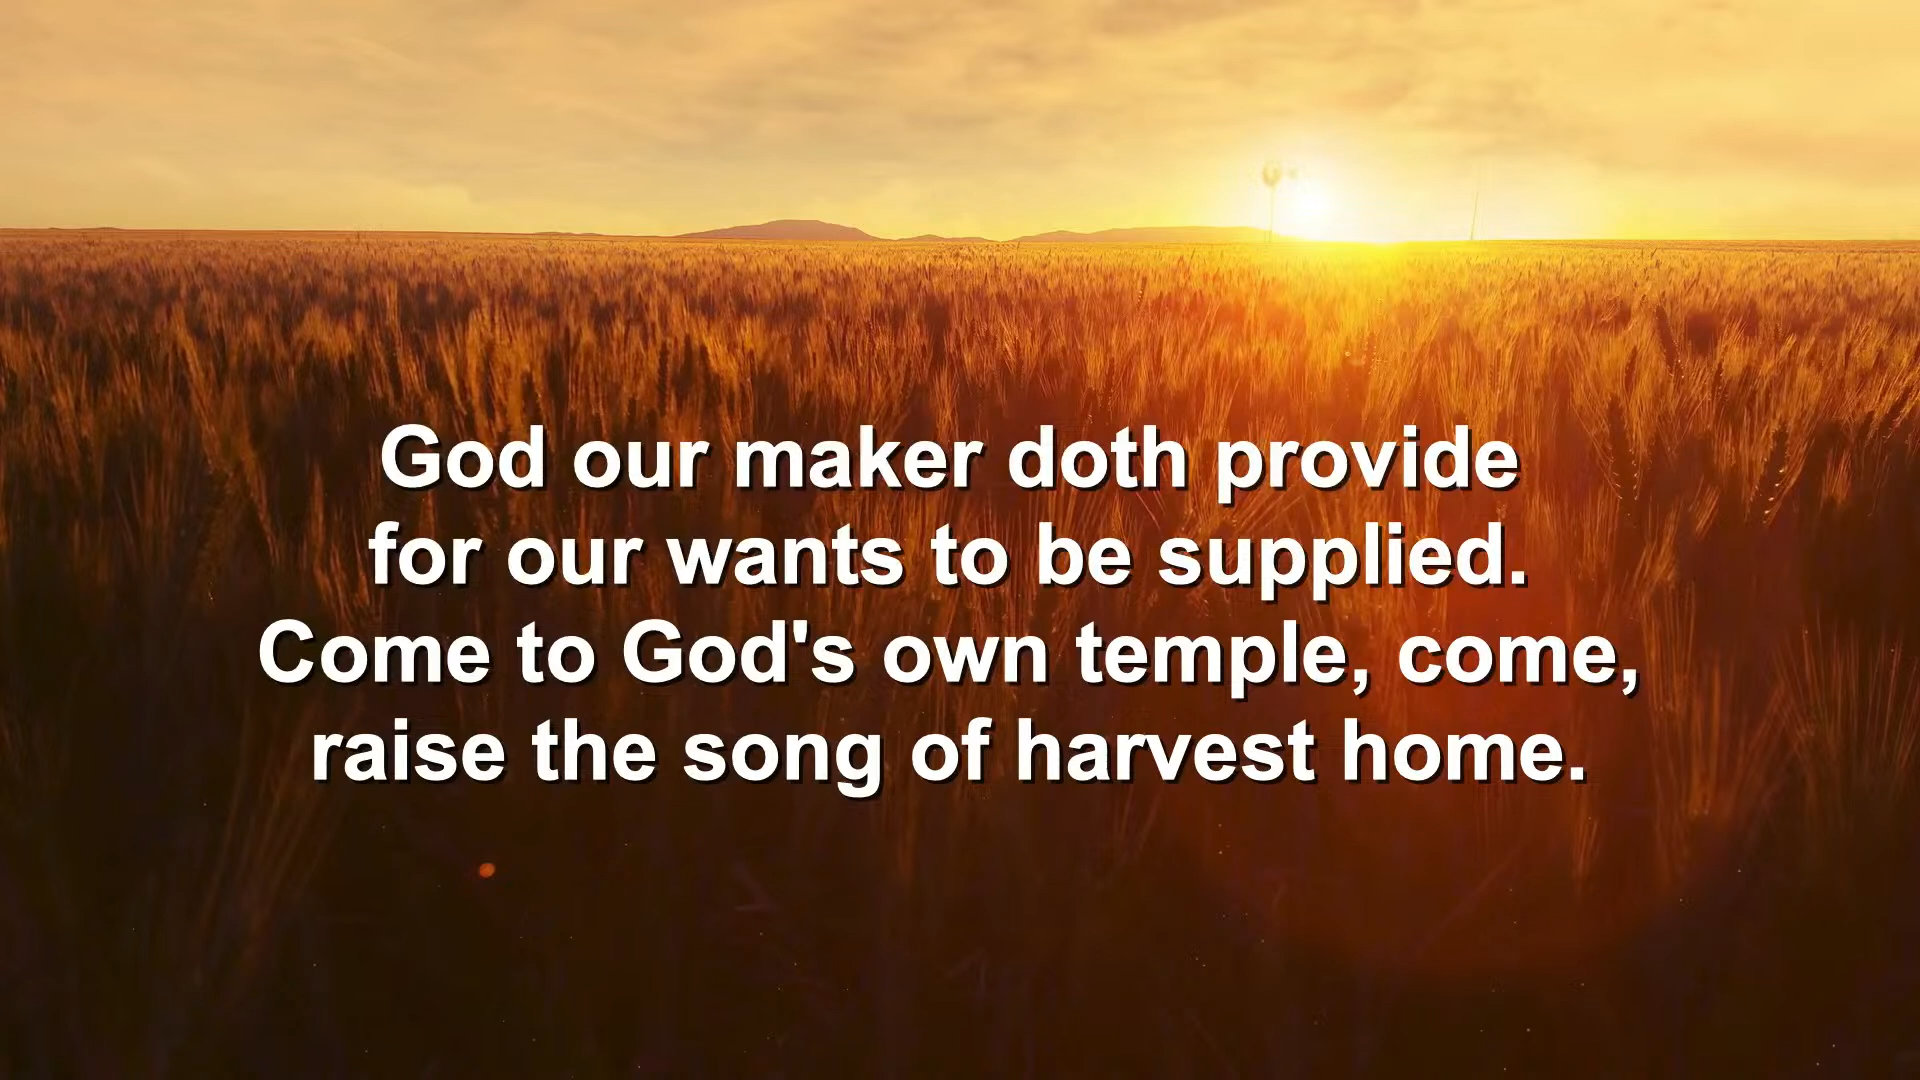 God our maker doth provide
for our wants to be supplied.
Come to God's own temple, come,
raise the song of harvest home.